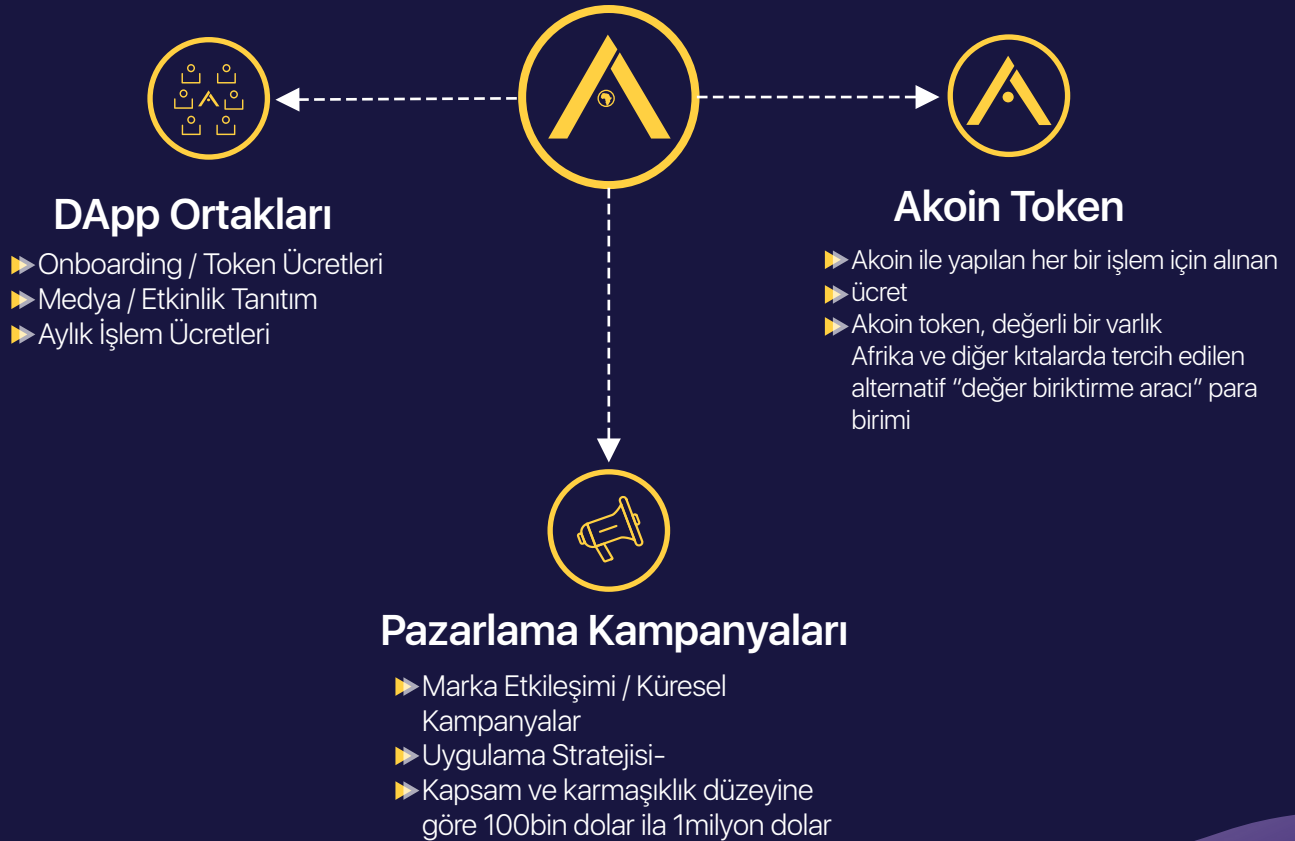 DApp Ortakları
Onboarding / Token Ücretleri
Medya / Etkinlik Tanıtım
Aylık İşlem Ücretleri
Akoin Token
Akoin ile yapılan her bir işlem için alınan
ücret
Akoin token, değerli bir varlık
Afrika ve diğer kıtalarda tercih edilen
alternatif “değer biriktirme aracı” para
birimi
Pazarlama Kampanyaları
Marka Etkileşimi / Küresel
Kampanyalar
Uygulama Stratejisi-
Kapsam ve karmaşıklık düzeyine
göre 100bin dolar ila 1milyon dolar